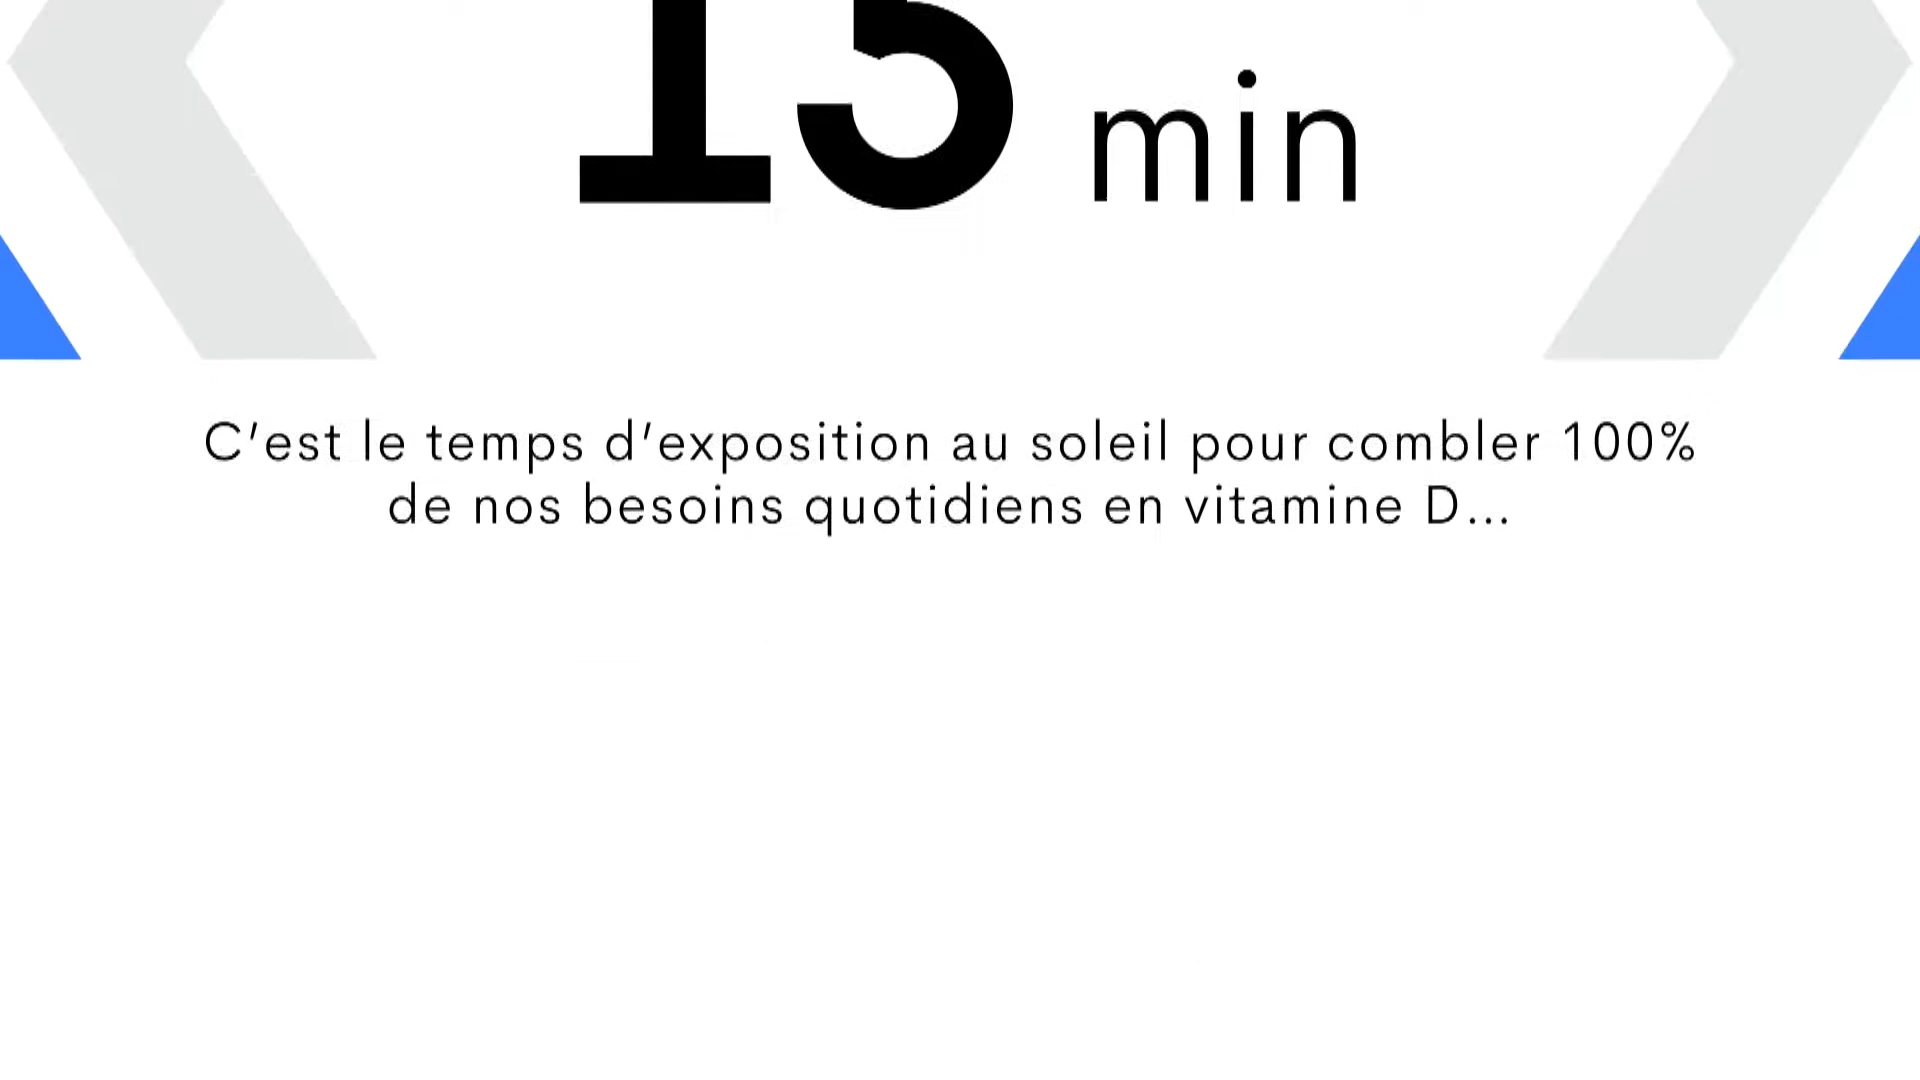 15 min
C'est le temps d'exposition au soleil pour combler 100%
de nos besoins quotidiens en vitamine D...